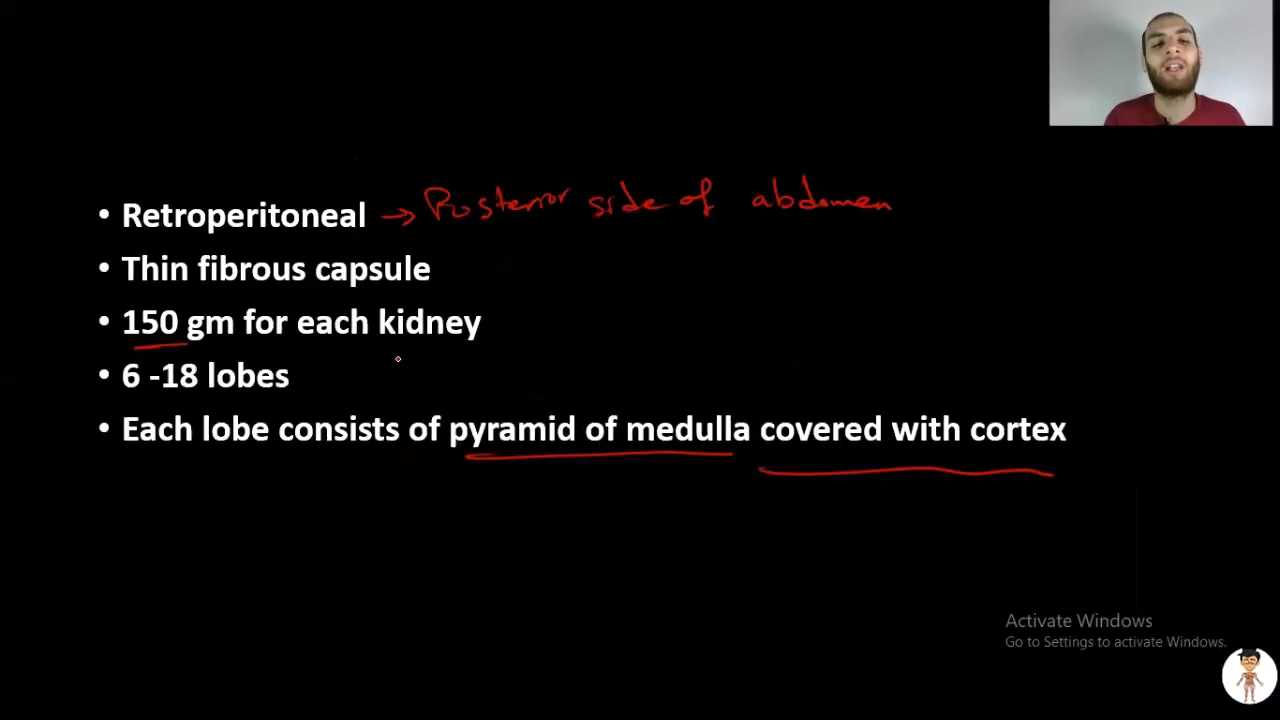 • Retroperitoneal → Posterior side of abdomen
• Thin fibrous capsule
• 150 gm for each kidney
• 6 -18 lobes
• Each lobe consists of pyramid of medulla covered with cortex
Activate Windows
Go to Settings to activate Windows.